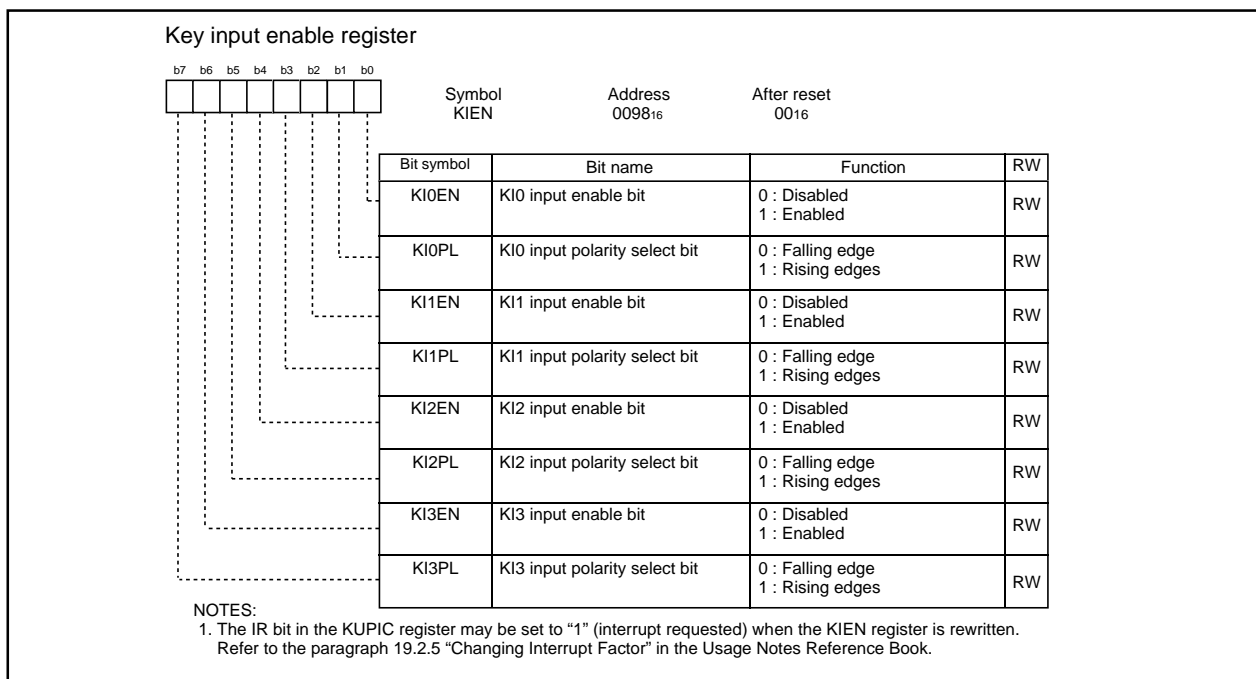 Key input enable register
b7 b6 b5 b4 b3 b2 b1 b0
Symbol Address After reset
KIEN 009816 0016
Bit symbol Bit name Function RW
KI0EN KI0 input enable bit 0 : Disabled
1 : Enabled RW
KI0PL KI0 input polarity select bit 0 : Falling edge
1 : Rising edges RW
KI1EN KI1 input enable bit 0 : Disabled
1 : Enabled RW
KI1PL KI1 input polarity select bit 0 : Falling edge
1 : Rising edges RW
KI2EN KI2 input enable bit 0 : Disabled
1 : Enabled RW
KI2PL KI2 input polarity select bit 0 : Falling edge
1 : Rising edges RW
KI3EN KI3 input enable bit 0 : Disabled
1 : Enabled RW
KI3PL KI3 input polarity select bit 0 : Falling edge
1 : Rising edges RW
NOTES:
1. The IR bit in the KUPIC register may be set to “1” (interrupt requested) when the KIEN register is rewritten.
Refer to the paragraph 19.2.5 “Changing Interrupt Factor” in the Usage Notes Reference Book.